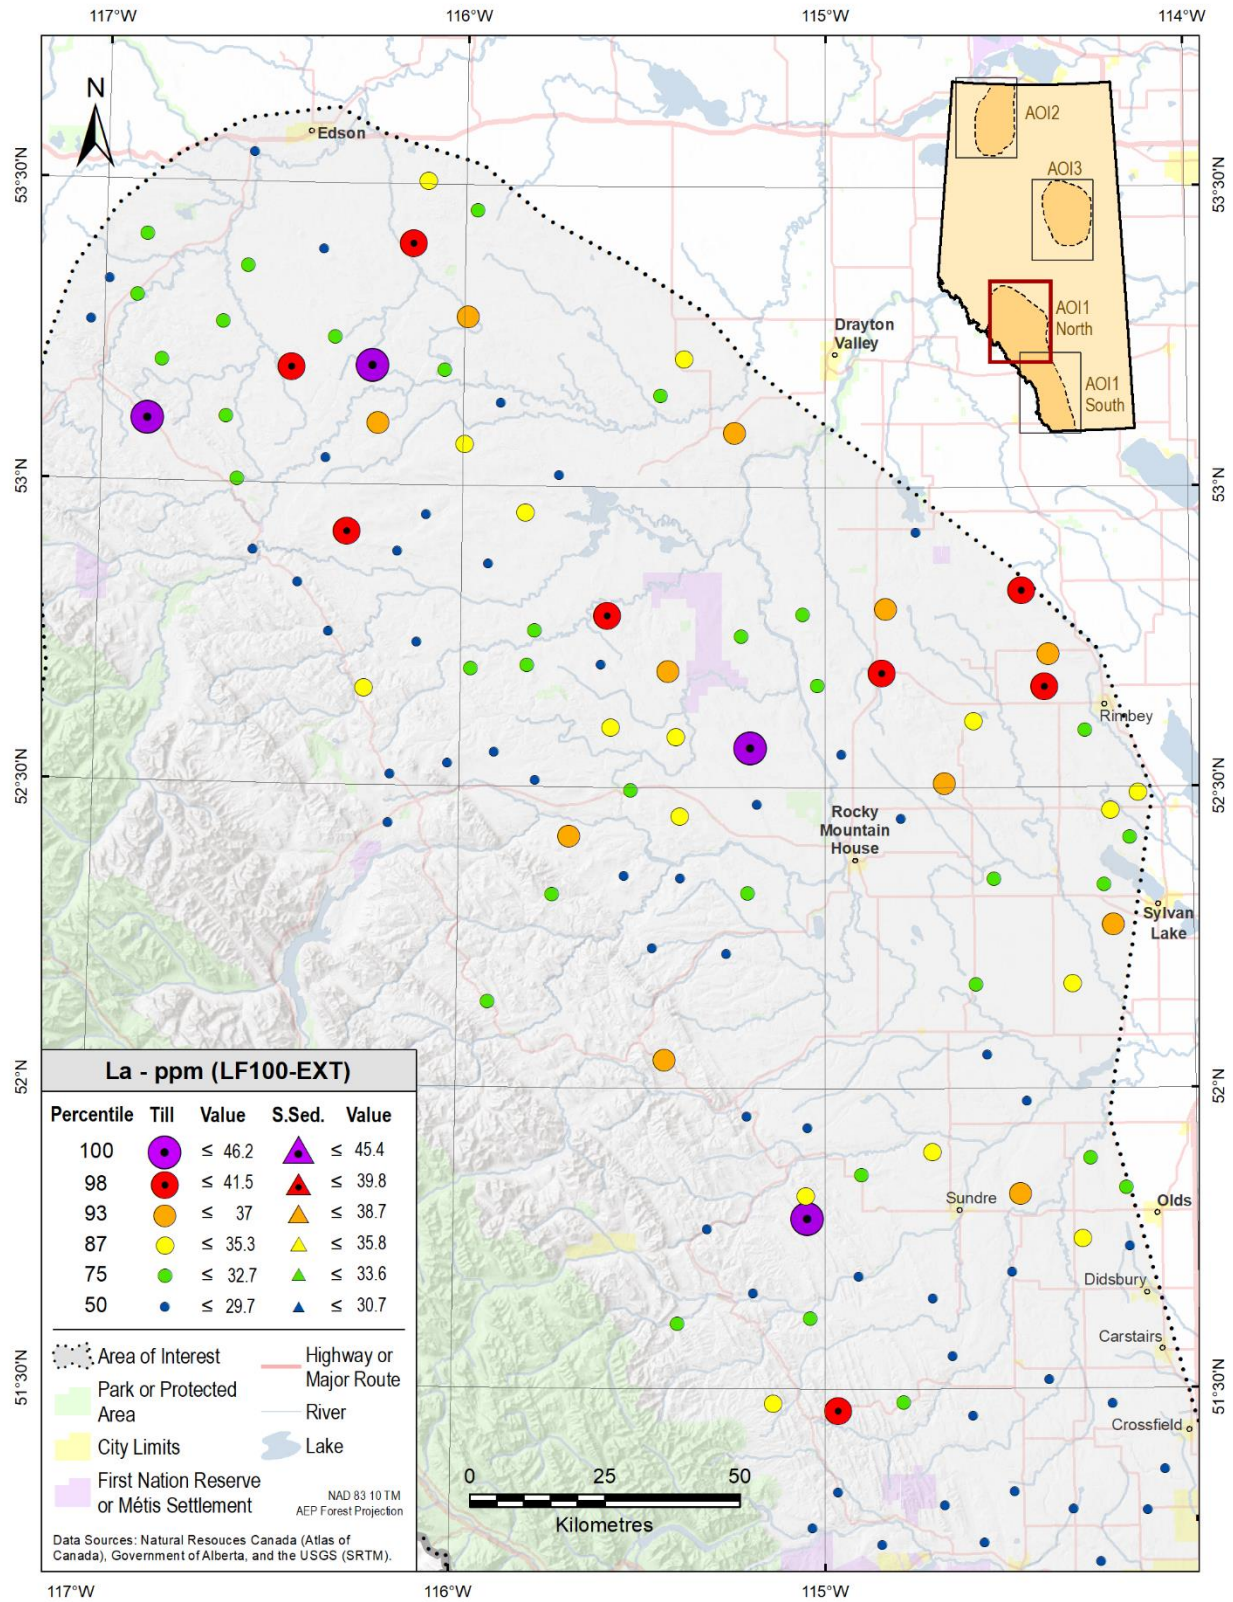 117°W 116°W 115°W 114°W
N
Edson
AOI2
AOI3
AOI1
North
AOI1
South
53°30'N
53°30'N
Drayton
Valley
53°N
53°N
Rimbey
52°30'N
52°30'N
Rocky
Mountain
House
Sylvan
Lake
52°N
52°N
Sundre
Olds
Didsbury
Carstairs
51°30'N
51°30'N
Crossfield
La - ppm (LF100-EXT)
Percentile Till Value S.Sed. Value
100 ≤ 46.2 ≤ 45.4
98 ≤ 41.5 ≤ 39.8
93 ≤ 37 ≤ 38.7
87 ≤ 35.3 ≤ 35.8
75 ≤ 32.7 ≤ 33.6
50 ≤ 29.7 ≤ 30.7
Area of Interest
Park or Protected
Area
City Limits
First Nation Reserve
or Métis Settlement
Highway or
Major Route
River
Lake
NAD 83 10 TM
AEP Forest Projection
Data Sources: Natural Resouces Canada (Atlas of
Canada), Government of Alberta, and the USGS (SRTM).
0 25 50
Kilometres
117°W 116°W 115°W